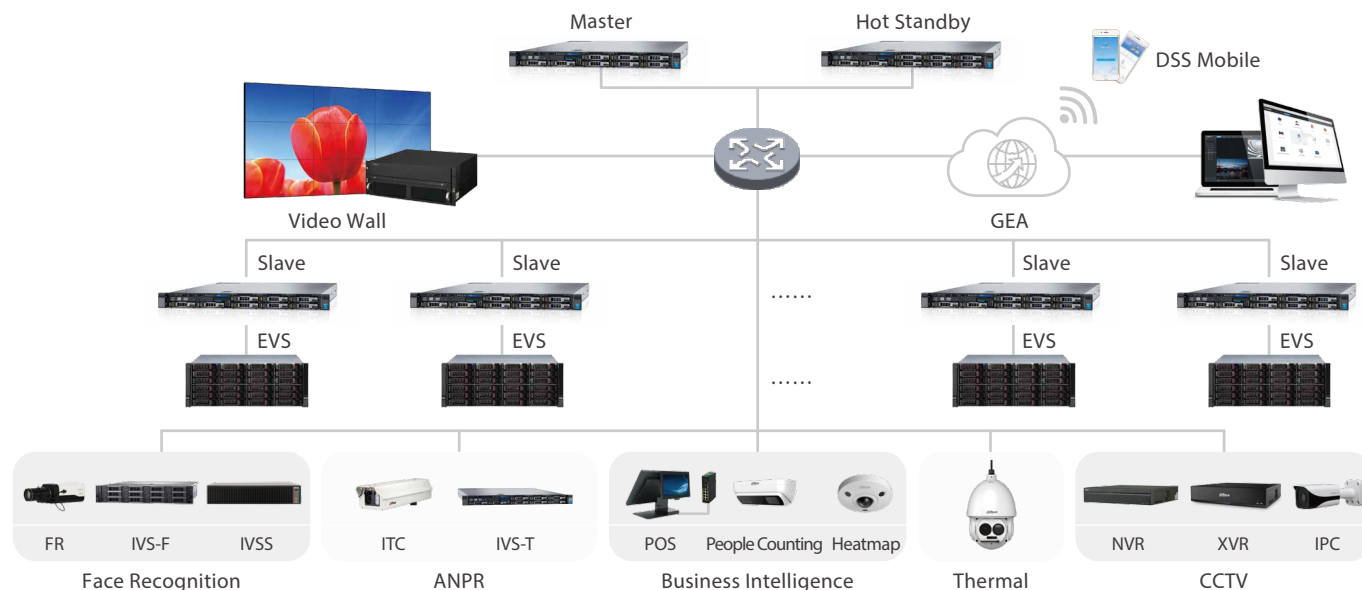 Master
Hot Standby
DSS Mobile
Video Wall
GEA
Slave
Slave
Slave
Slave
......
EVS
EVS
EVS
EVS
......
FR
IVS-F
IVSS
ITC
IVS-T
POS
People Counting
Heatmap
NVR
XVR
IPC
Face Recognition
ANPR
Business Intelligence
Thermal
CCTV